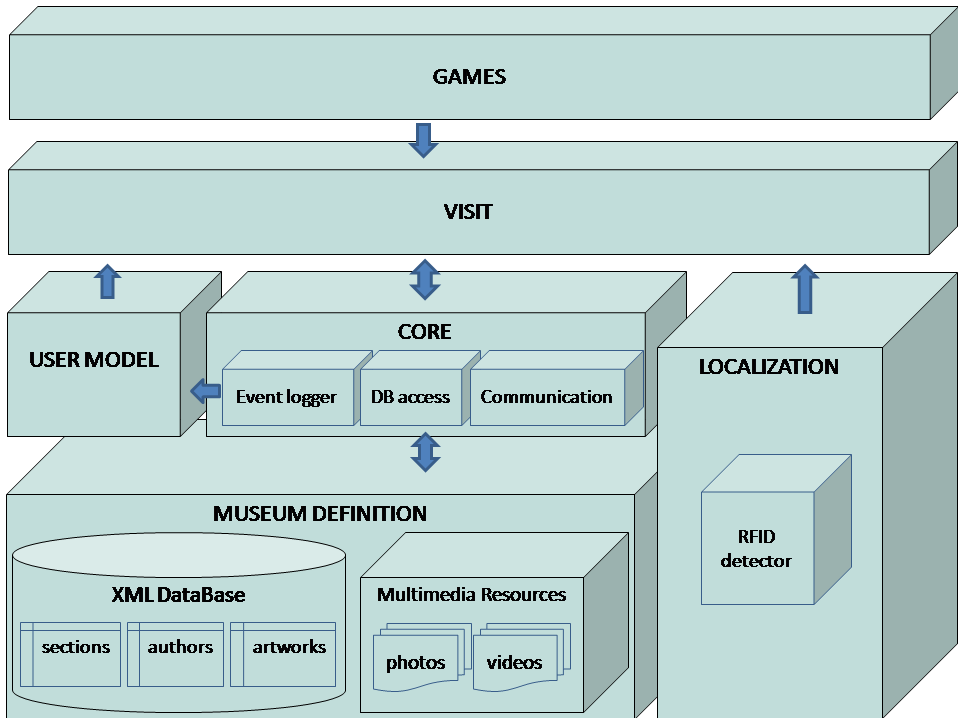 GAMES
VISIT
USER MODEL
CORE
Event logger
DB access
Communication
LOCALIZATION
RFID
detector
MUSEUM DEFINITION
XML DataBase
sections
authors
artworks
Multimedia Resources
photos
videos